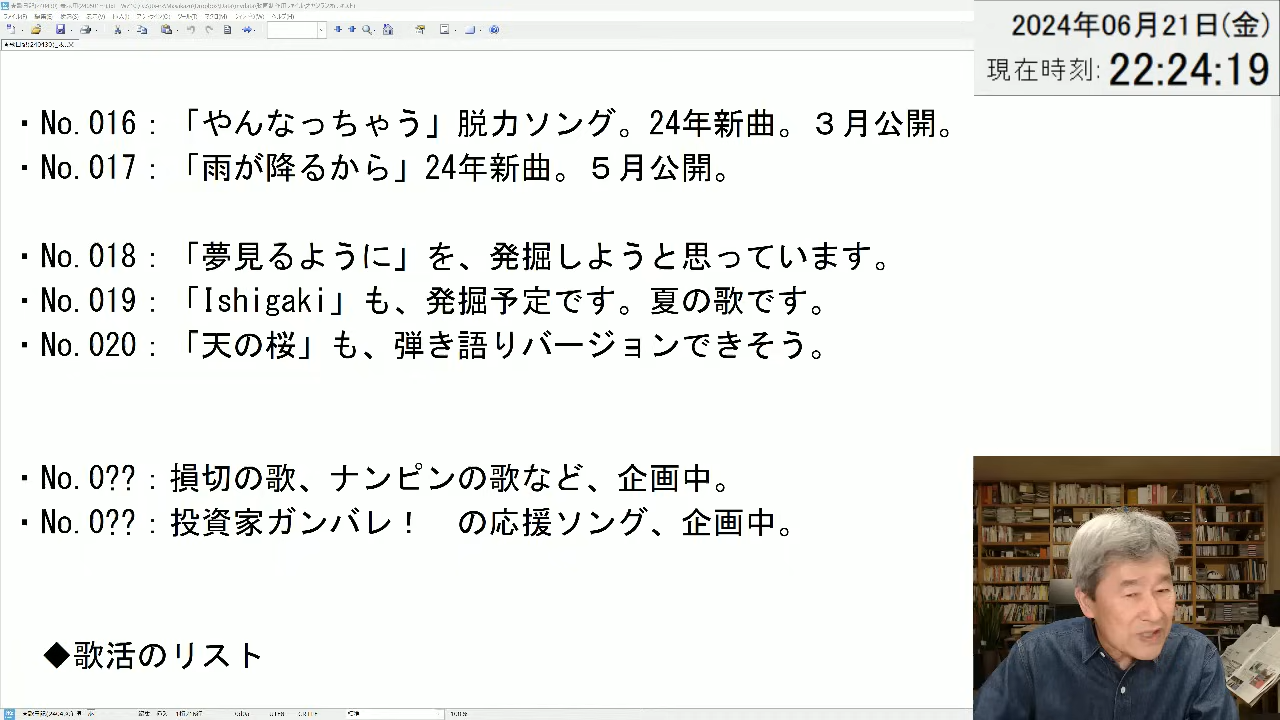 2024年06月21日(金)
現在時刻: 22:24:19
・No.016：「やんなっちゃう」脱力ソング。24年新曲。３月公開。
・No.017：「雨が降るから」24年新曲。５月公開。
・No.018：「夢見るように」を、発掘しようと思っています。
・No.019：「Ishigaki」も、発掘予定です。夏の歌です。
・No.020：「天の桜」も、弾き語りバージョンできそう。
・No.0??：損切の歌、ナンピンの歌など、企画中。
・No.0??：投資家ガンバレ！　の応援ソング、企画中。
◆歌活のリスト